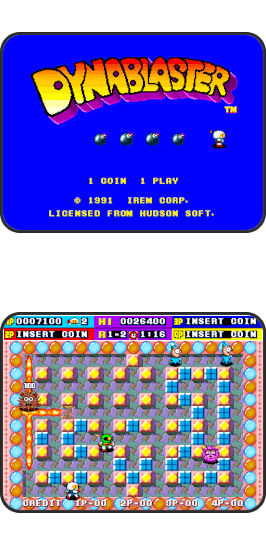 DYNABLASTER
TM
1 COIN 1 PLAY
© 1991 IREM CORP.
LICENSED FROM HUDSON SOFT.
1P 0007100 2 HI 0026400 3P INSERT COIN
2P INSERT COIN A1-2 1:16 4P INSERT COIN
100
CREDIT 1P-00 2P-00 3P-00 4P-00